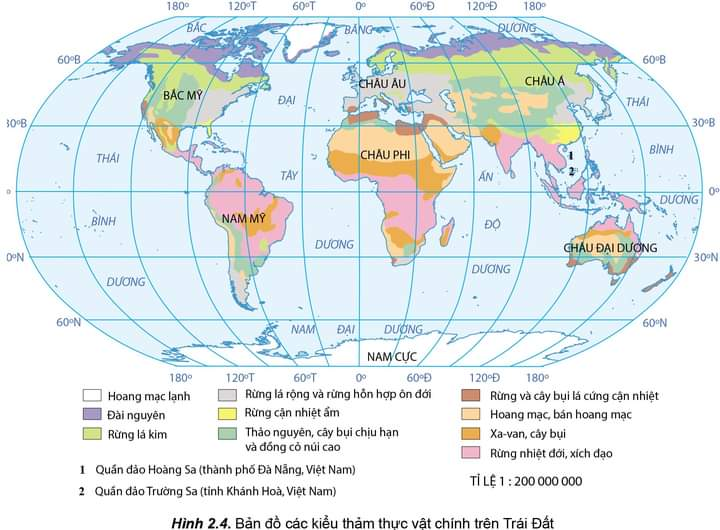 180° 120°T 60°T 0° 60°Đ 120°Đ 180°
BẮC
BĂNG
DƯƠNG
60°B
60°B
CHÂU ÂU
CHÂU Á
BẮC MỸ
ĐẠI
THÁI
30°B
30°B
THÁI
TÂY
CHÂU PHI
ẤN
1
2
BÌNH
DƯƠNG
0°
BÌNH
NAM MỸ
ĐỘ
DƯƠNG
DƯƠNG
CHÂU ĐẠI DƯƠNG
0°N
30°N
DƯƠNG
60°N
NAM ĐẠI DƯƠNG
60°N
NAM CỰC
180° 120°T 60°T 0° 60°Đ 120°Đ 180°
Hoang mạc lạnh
Đài nguyên
Rừng lá kim
Rừng lá rộng và rừng hỗn hợp ôn đới
Rừng cận nhiệt ẩm
Thảo nguyên, cây bụi chịu hạn
và đồng cỏ núi cao
Rừng và cây bụi lá cứng cận nhiệt
Hoang mạc, bán hoang mạc
Xa-van, cây bụi
Rừng nhiệt đới, xích đạo
1 Quần đảo Hoàng Sa (thành phố Đà Nẵng, Việt Nam)
2 Quần đảo Trường Sa (tỉnh Khánh Hoà, Việt Nam)
TỈ LỆ 1 : 200 000 000
Hình 2.4. Bản đồ các kiểu thảm thực vật chính trên Trái Đất